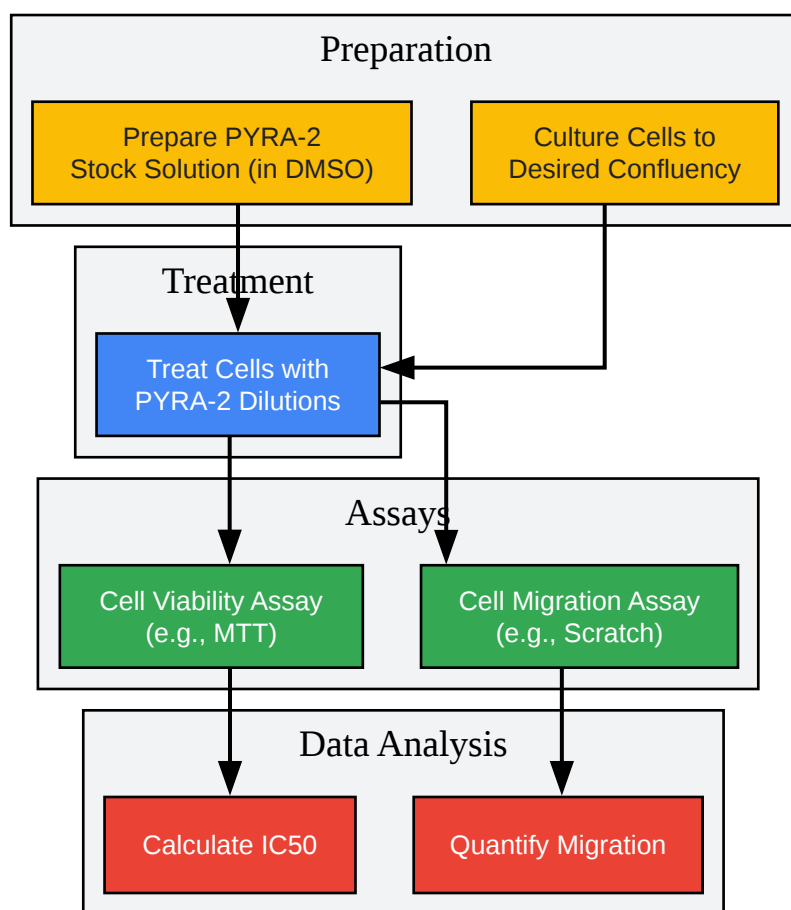 Preparation
Prepare PYRA-2
Stock Solution (in DMSO)
Culture Cells to
Desired Confluency
Treatment
Treat Cells with
PYRA-2 Dilutions
Assays
Cell Viability Assay
(e.g., MTT)
Cell Migration Assay
(e.g., Scratch)
Data Analysis
Calculate IC50
Quantify Migration